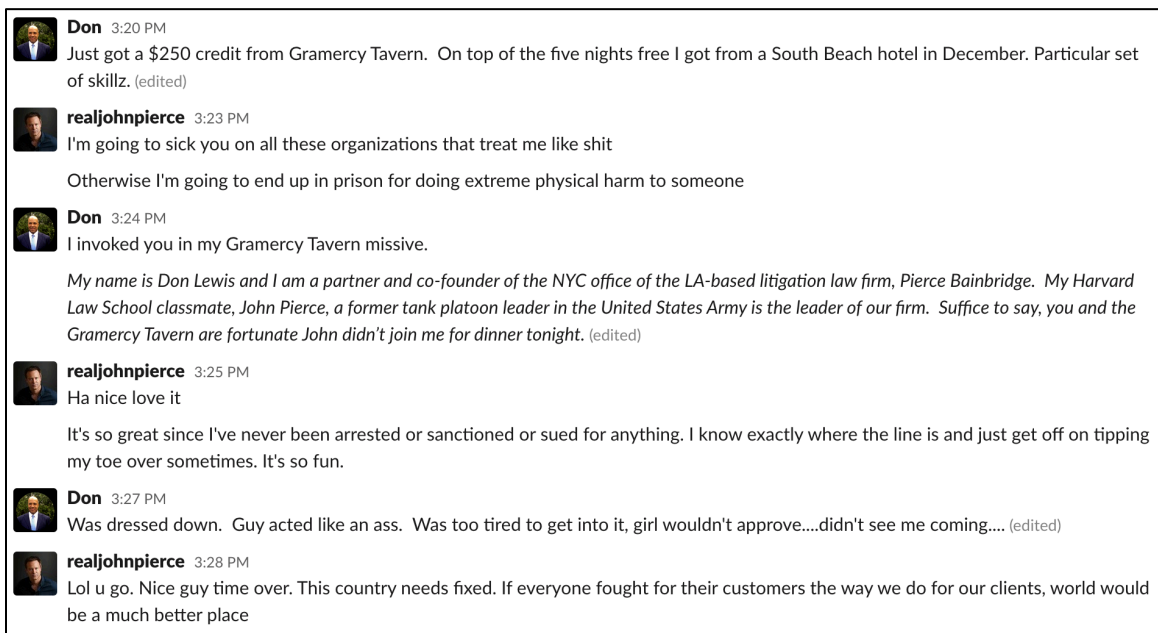 Don 3:20 PM
Just got a $250 credit from Gramercy Tavern.  On top of the five nights free I got from a South Beach hotel in December. Particular set
of skillz. (edited)
realjohnpierce 3:23 PM
I'm going to sick you on all these organizations that treat me like shit
Otherwise I'm going to end up in prison for doing extreme physical harm to someone
Don 3:24 PM
I invoked you in my Gramercy Tavern missive.
My name is Don Lewis and I am a partner and co-founder of the NYC office of the LA-based litigation law firm, Pierce Bainbridge.  My Harvard
Law School classmate, John Pierce, a former tank platoon leader in the United States Army is the leader of our firm.  Suffice to say, you and the
Gramercy Tavern are fortunate John didn't join me for dinner tonight. (edited)
realjohnpierce 3:25 PM
Ha nice love it
It's so great since I've never been arrested or sanctioned or sued for anything. I know exactly where the line is and just get off on tipping
my toe over sometimes. It's so fun.
Don 3:27 PM
Was dressed down.  Guy acted like an ass.  Was too tired to get into it, girl wouldn't approve....didn't see me coming.... (edited)
realjohnpierce 3:28 PM
Lol u go. Nice guy time over. This country needs fixed. If everyone fought for their customers the way we do for our clients, world would
be a much better place